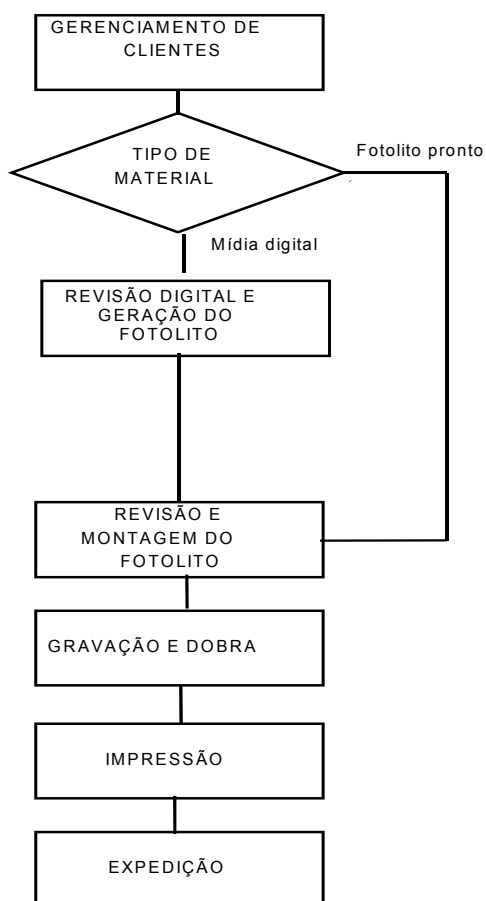 GERENCIAMENTO DE
CLIENTES
TIPO DE
MATERIAL
Fotolito pronto
Mídia digital
REVISÃO DIGITAL E
GERAÇÃO DO
FOTOLITO
REVISÃO E
MONTAGEM DO
FOTOLITO
GRAVAÇÃO E DOBRA
IMPRESSÃO
EXPEDIÇÃO